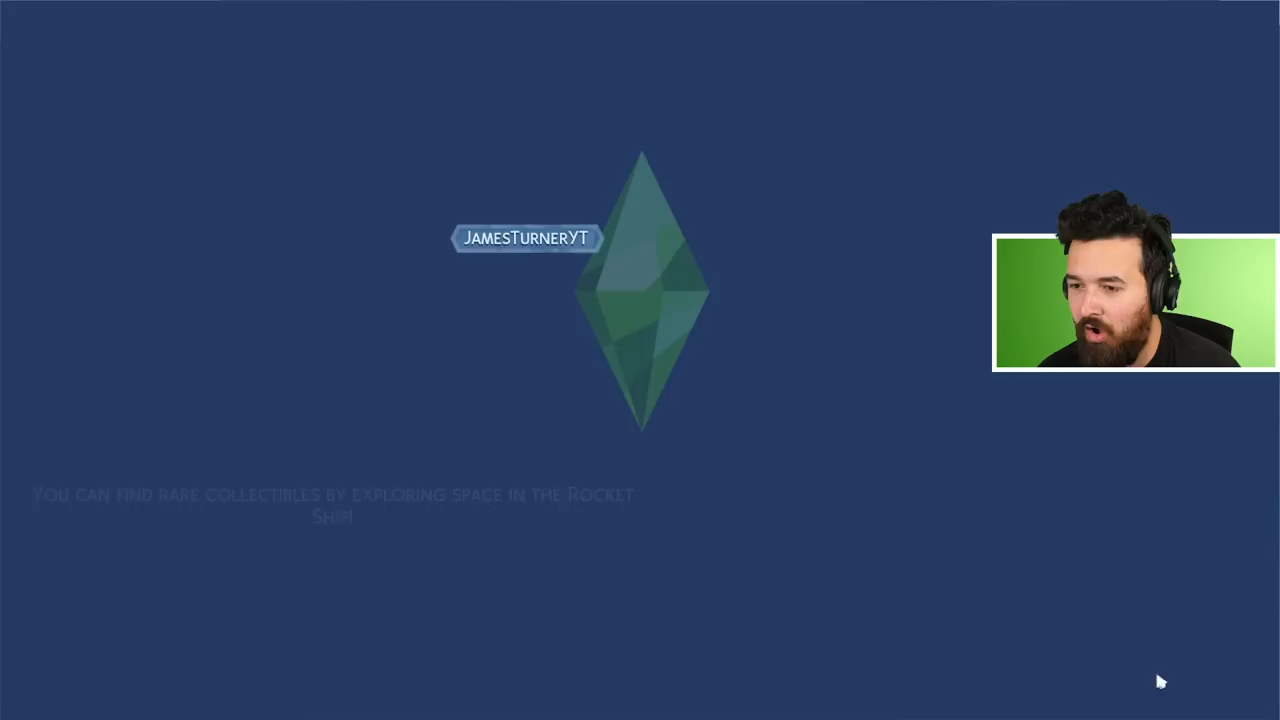 JAMESTURNERYT
YOU CAN FIND RARE COLLECTIBLES BY EXPLORING SPACE IN THE ROCKET
SHIP!